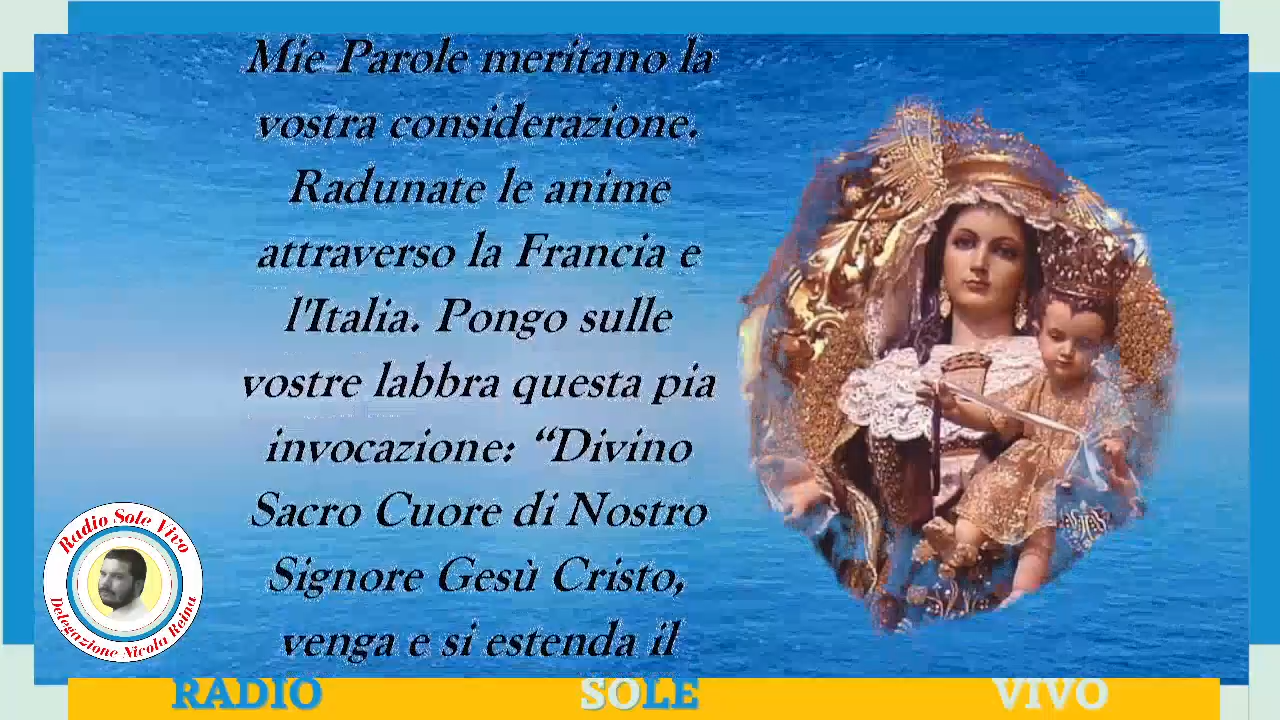 Mie Parole meritano la
vostra considerazione.
Radunate le anime
attraverso la Francia e
l'Italia. Pongo sulle
vostre labbra questa pia
invocazione: “Divino
Sacro Cuore di Nostro
Signore Gesù Cristo,
venga e si estenda il
Radio Sole Vivo
Delegazione Nicola Reina
RADIO SOLE VIVO